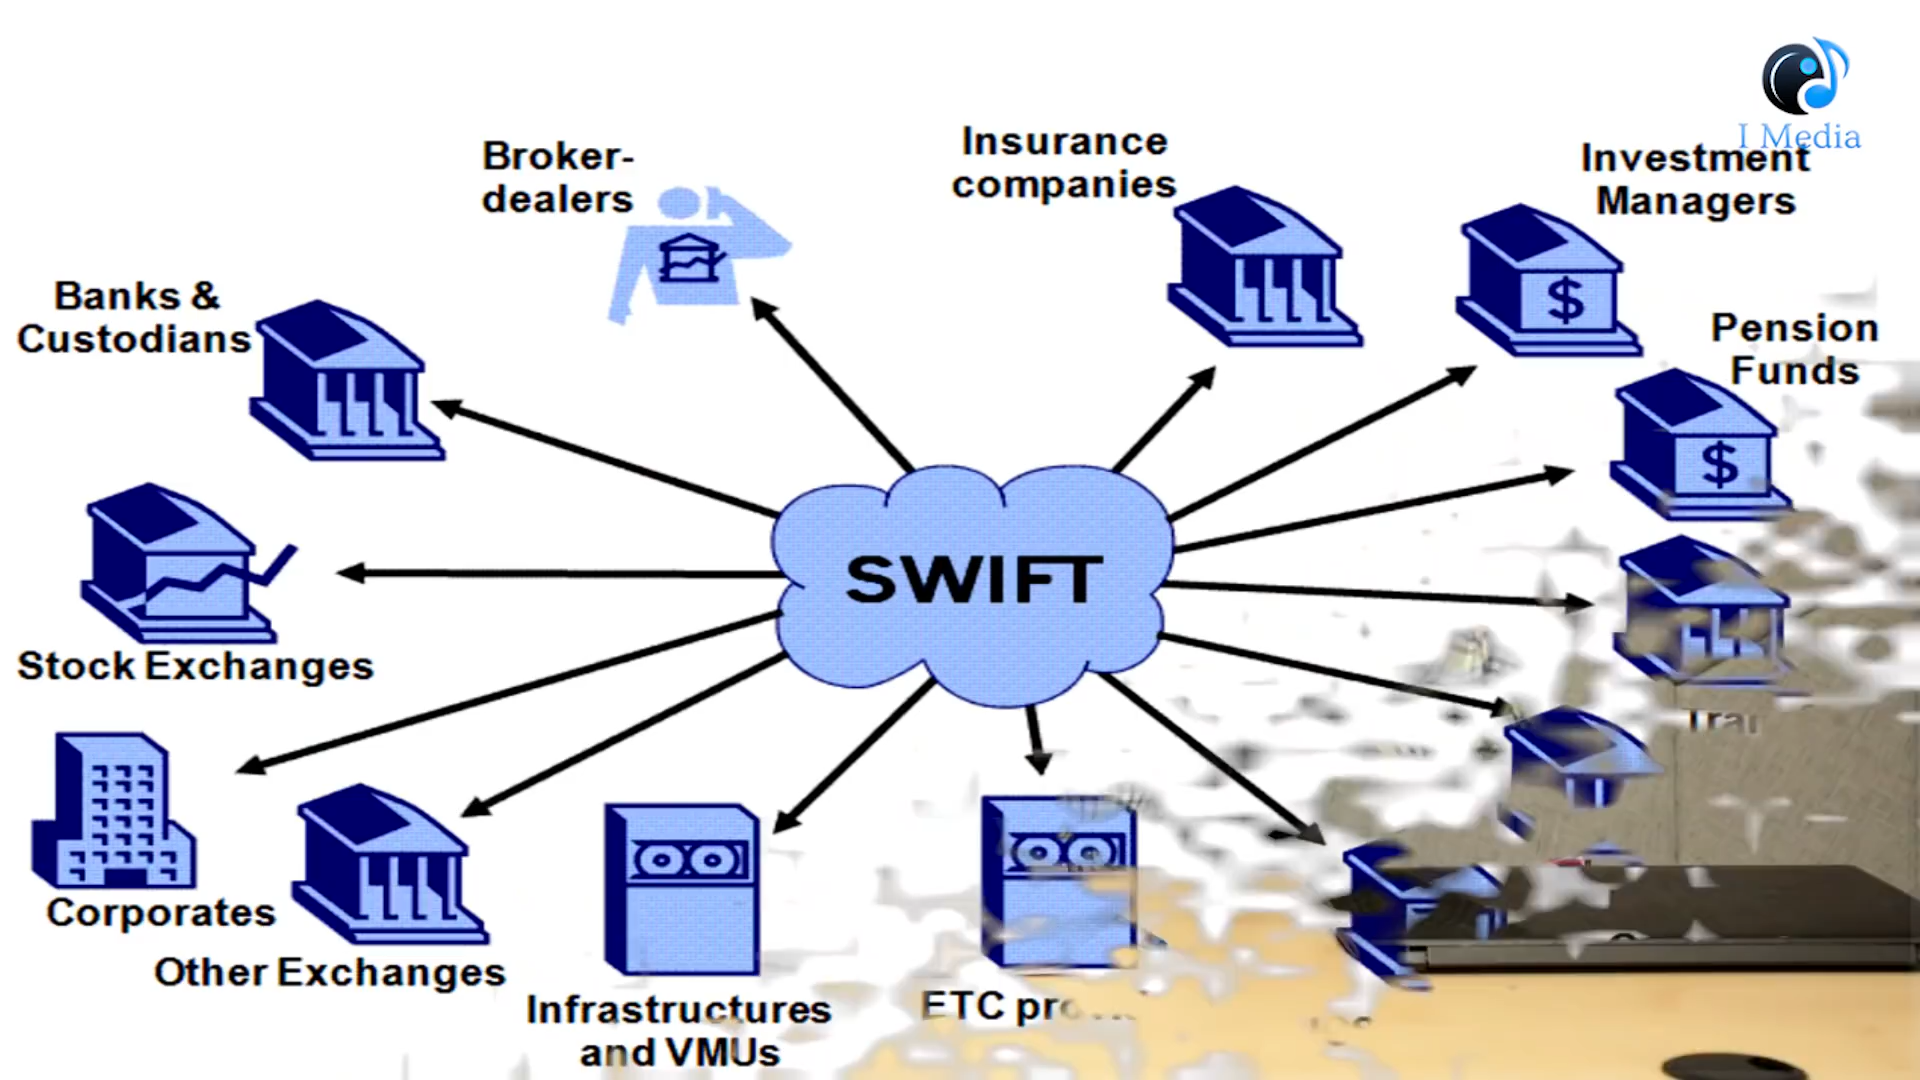 I Media
Insurance
companies
Broker-
dealers
Investment
Managers
Banks &
Custodians
Pension
Funds
SWIFT
Stock Exchanges
Corporates
Other Exchanges
Infrastructures
and VMUs
ETC